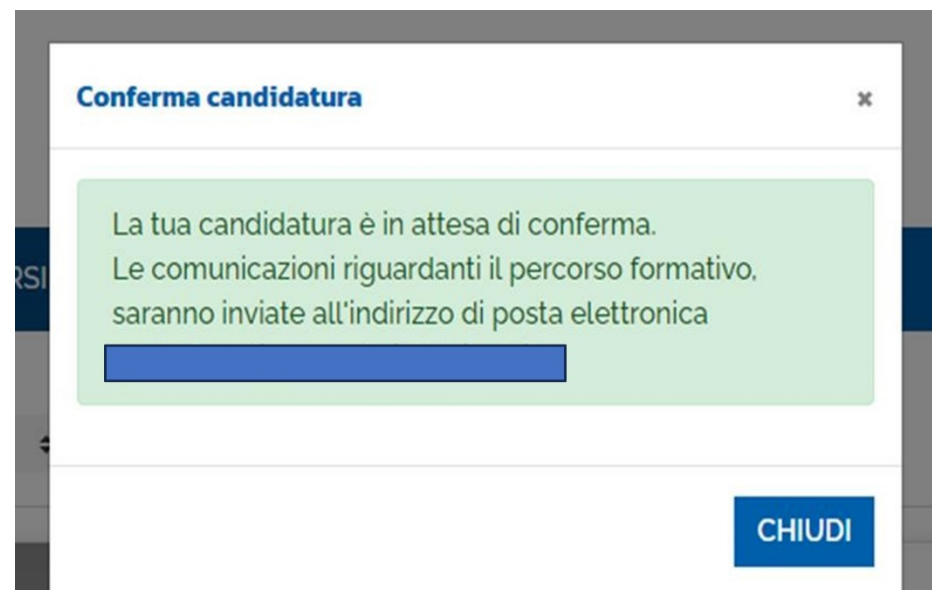 Conferma candidatura
×
La tua candidatura è in attesa di conferma.
Le comunicazioni riguardanti il percorso formativo,
saranno inviate all'indirizzo di posta elettronica
RSI
CHIUDI